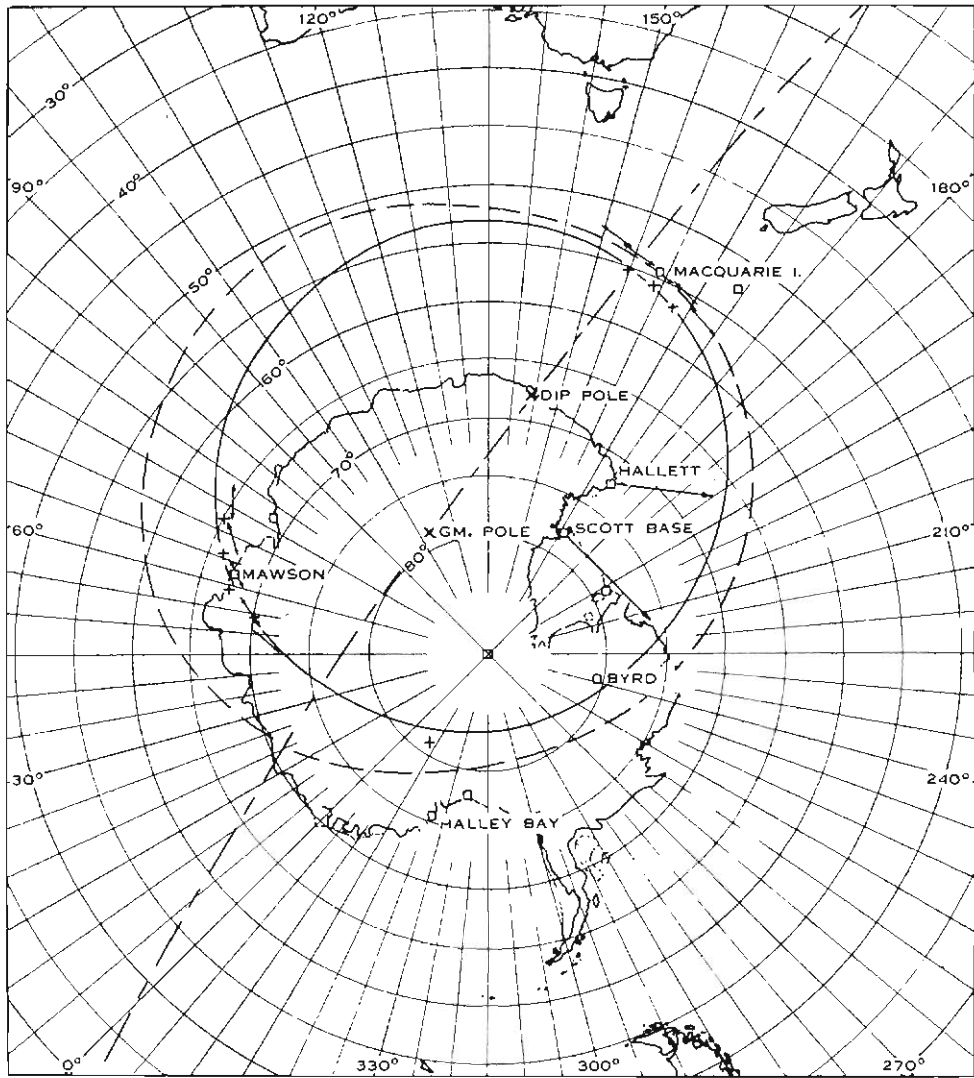 120°
150°
30°
40°
90°
180°
50°
MACQUARIE I.
60°
DIP POLE
70°
HALLETT
60°
GM. POLE
SCOTT BASE
210°
80°
MAWSON
BYRD
30°
240°
HALLEY BAY
0°
330°
300°
270°